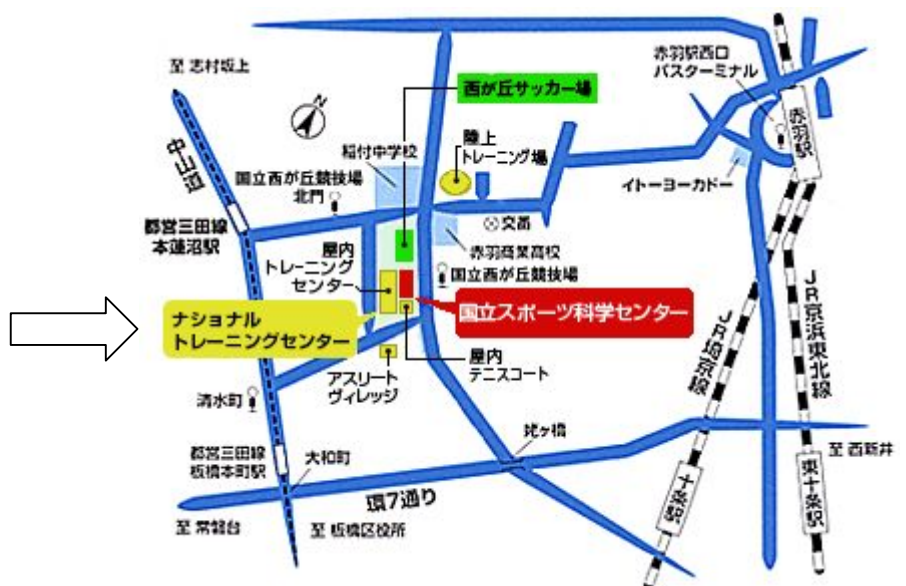 至 志村坂上
中山道
N
西が丘サッカー場
赤羽駅西口
バスターミナル
赤羽駅
陸上
トレーニング場
稲付中学校
国立西が丘競技場
北門
イトーヨーカドー
都営三田線
本蓮沼駅
交番
赤羽商業高校
屋内
トレーニング
センター
国立西が丘競技場
ナショナル
トレーニングセンター
国立スポーツ科学センター
JR埼京線
JR京浜東北線
屋内
テニスコート
アスリート
ヴィレッジ
清水町
姥ヶ橋
都営三田線
板橋本町駅
大和町
至 西新井
環7通り
十条駅
東十条駅
至 常盤台
至 板橋区役所